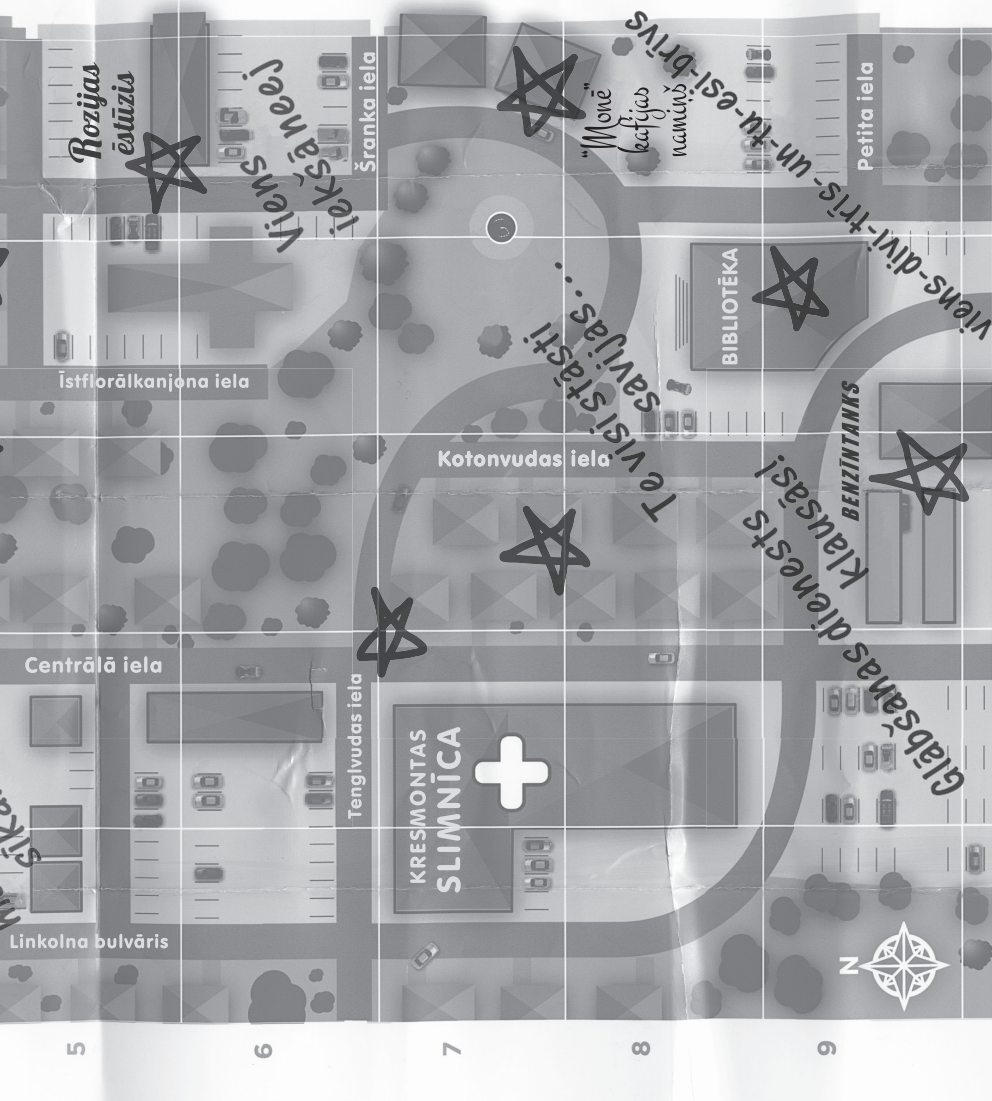 Rozijas
ēstūzis
Viens
iekšā neej
Šranka iela
"Monē"
kafijas
namiņš
viens-divi-trīs-un-tu-esi-brīvs
Petita iela
BIBLIOTĒKA
Īstflorālkanjona iela
Te visi stāsti
savijas...
Kotonvudas iela
BENZĪNTANKS
Glābšanas dienests
klausās!
Centrālā iela
Tenglvudas iela
KRESMONTAS
SLIMNĪCA
Linkolna bulvāris
N
5
6
7
8
9